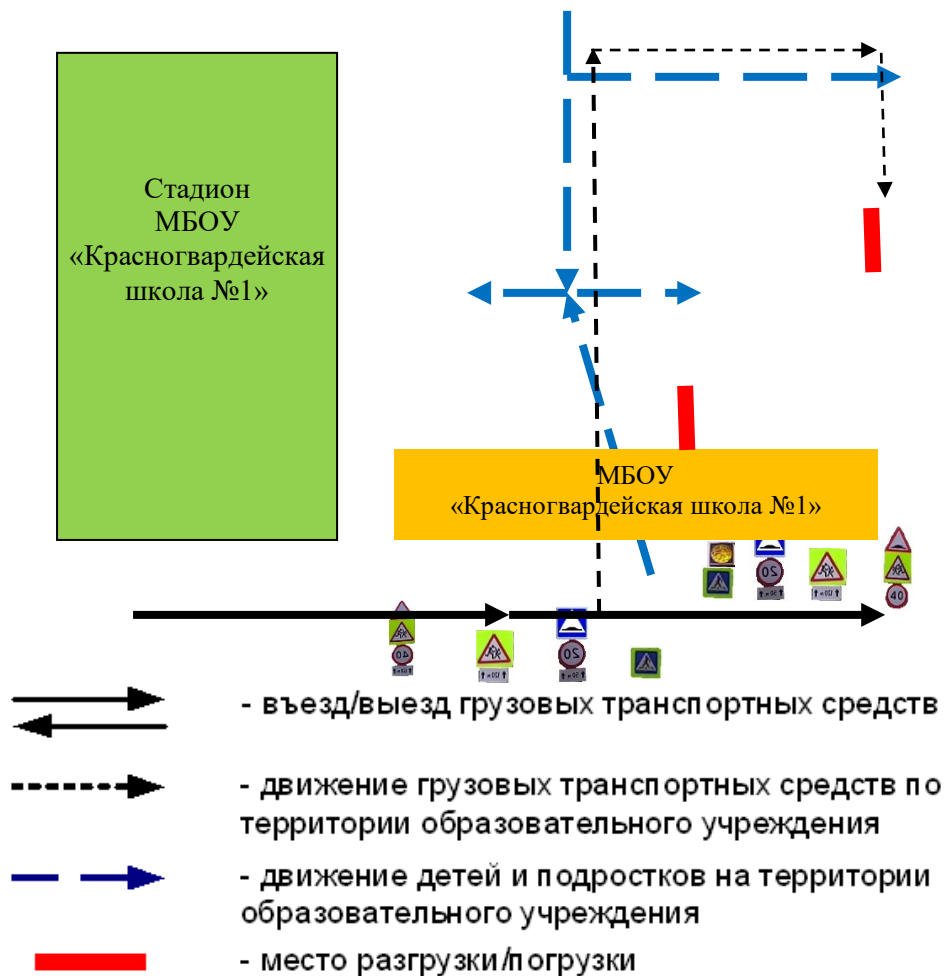 Стадион
МБОУ
«Красногвардейская
школа №1»
МБОУ
«Красногвардейская школа №1»
20
40
40
20
- въезд/выезд грузовых транспортных средств
- движение грузовых транспортных средств по
территории образовательного учреждения
- движение детей и подростков на территории
образовательного учреждения
- место разгрузки/погрузки